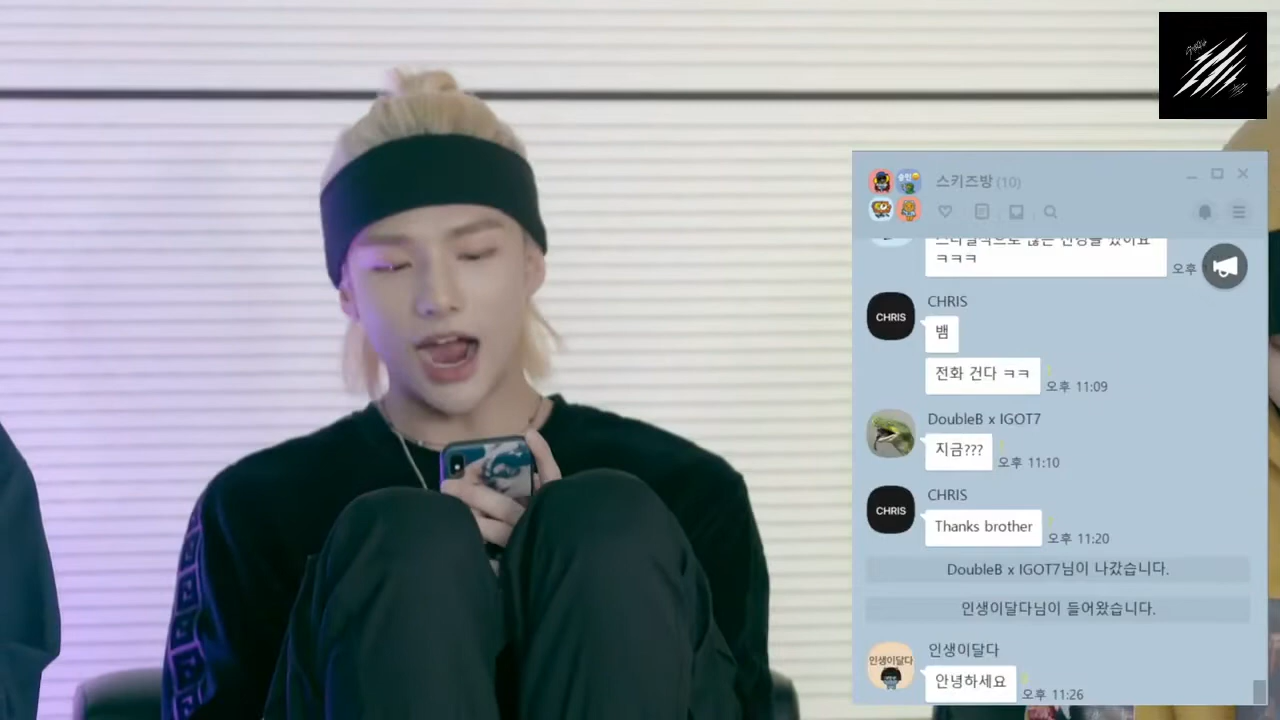 스키즈방 (10)
ㅋㅋㅋ
오후
CHRIS
CHRIS
뱀
전화 건다 ㅋㅋ
오후 11:09
DoubleB x IGOT7
지금???
오후 11:10
CHRIS
CHRIS
Thanks brother
오후 11:20
DoubleB x IGOT7님이 나갔습니다.
인생이달다님이 들어왔습니다.
인생이달다
인생이달다
안녕하세요
오후 11:26